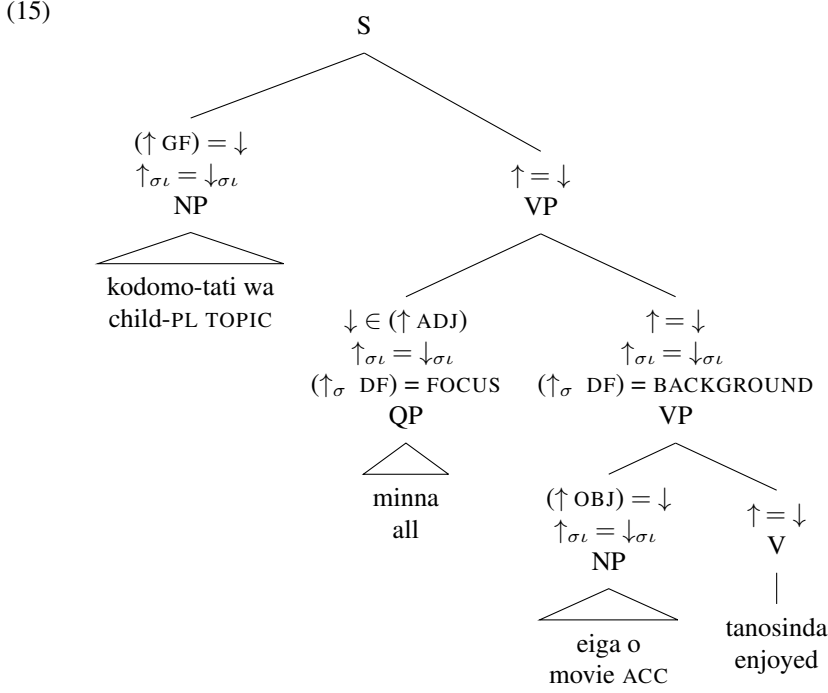 (15)
S
(↑ GF) = ↓
↑σι = ↓σι
NP
↑ = ↓
VP
kodomo-tati wa
child-PL TOPIC
↓ ∈ (↑ ADJ)
↑σι = ↓σι
(↑σ DF) = FOCUS
QP
↑ = ↓
↑σι = ↓σι
(↑σ DF) = BACKGROUND
VP
minna
all
(↑ OBJ) = ↓
↑σι = ↓σι
NP
↑ = ↓
V
eiga o
movie ACC
tanosinda
enjoyed